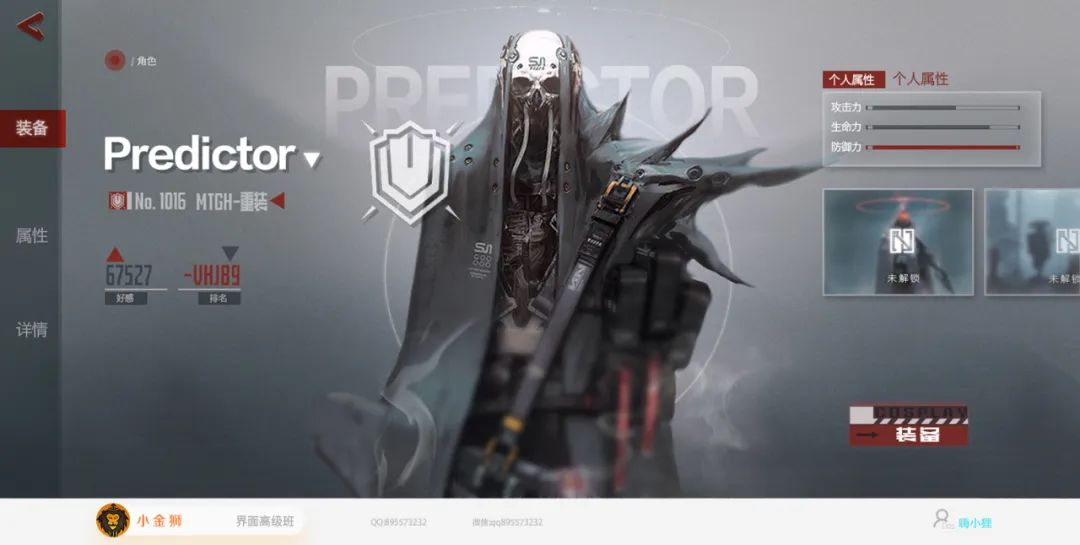 / 角色
PREDICTOR
个人属性 个人属性
攻击力
生命力
防御力
装备
Predictor
No. 1016 MTGH-重装
属性
67527
-VHJ89
好感
排名
未解锁
未解锁
详情
COSPLAY
装备
小金狮
界面高级班
QQ:895573232
微信:qq895573232
嗨小狸